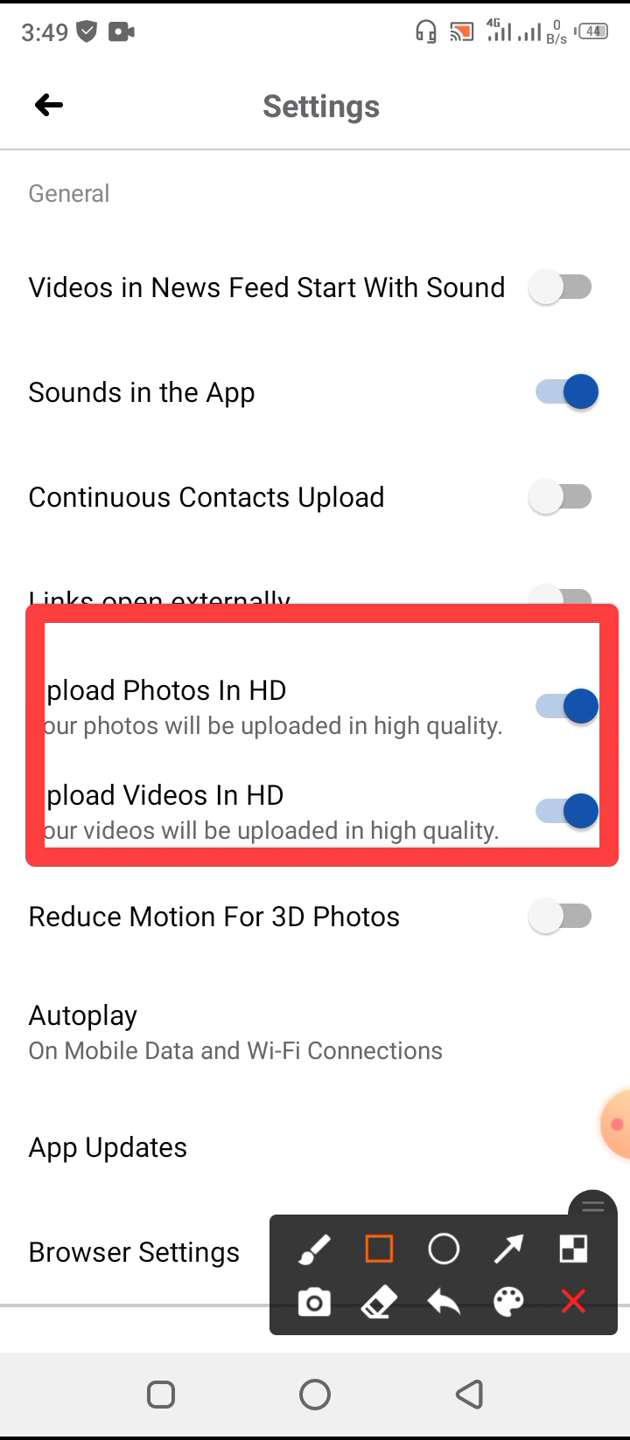 3:49 4G 0 B/s 44
Settings
General
Videos in News Feed Start With Sound
Sounds in the App
Continuous Contacts Upload
Links open externally
pload Photos In HD
our photos will be uploaded in high quality.
pload Videos In HD
our videos will be uploaded in high quality.
Reduce Motion For 3D Photos
Autoplay
On Mobile Data and Wi-Fi Connections
App Updates
Browser Settings